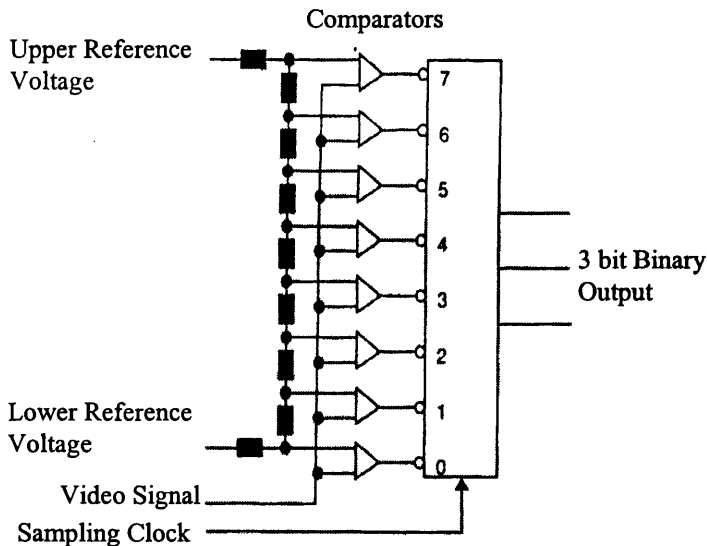 Comparators
Upper Reference
Voltage
7
6
5
4
3
2
1
0
3 bit Binary
Output
Lower Reference
Voltage
Video Signal
Sampling Clock